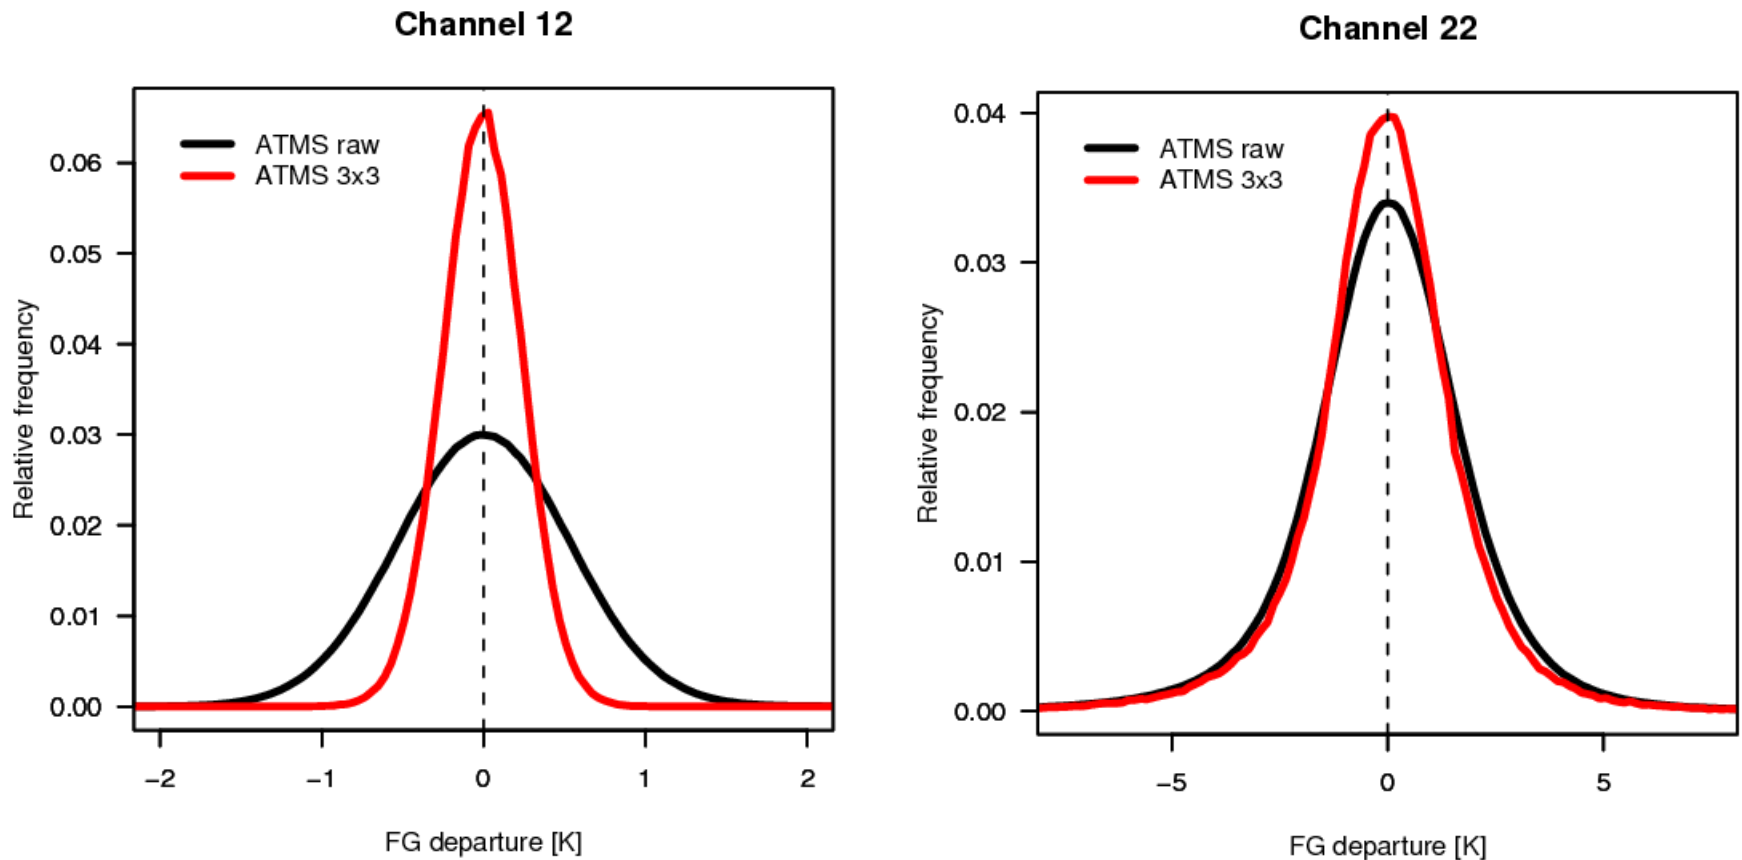 Channel 12
ATMS raw
ATMS 3x3
0.06
0.05
0.04
0.03
0.02
0.01
0.00
Relative frequency
−2 −1 0 1 2
FG departure [K]
Channel 22
ATMS raw
ATMS 3x3
0.04
0.03
0.02
0.01
0.00
Relative frequency
−5 0 5
FG departure [K]